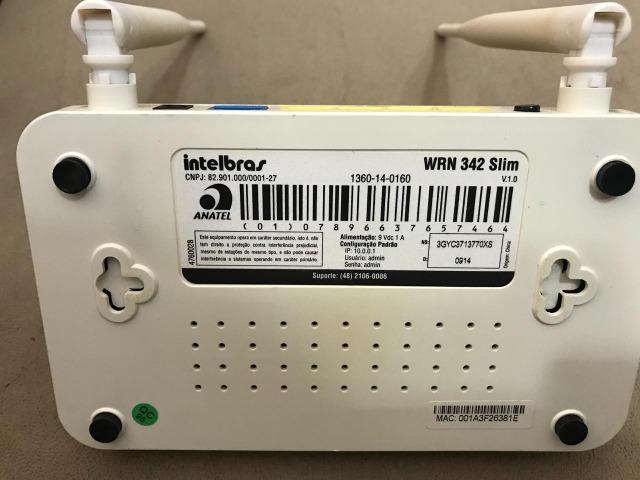 intelbras
CNPJ: 82.901.000/0001-27
1360-14-0160
WRN 342 Slim
V.1.0
ANATEL
(01)07896637657464
4760028
Este equipamento opera em caráter secundário, isto é, não
tem direito a proteção contra interferência prejudicial,
mesmo de estações do mesmo tipo, e não pode causar
interferência a sistemas operando em caráter primário.
Alimentação: 9 Vdc 1 A
Configuração Padrão
IP: 10.0.0.1
Usuário: admin
Senha: admin
NS: 3GYC3713770XS
D: 0914
Origem: China
Suporte: (48) 2106-0006
QC
MAC: 001A3F26381E